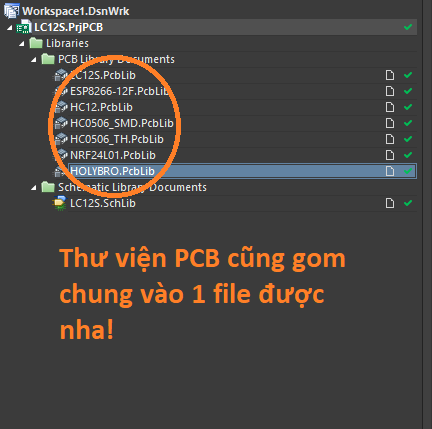 Workspace1.DsnWrk
LC12S.PrjPCB
Libraries
PCB Library Documents
LC12S.PcbLib
ESP8266-12F.PcbLib
HC12.PcbLib
HC0506_SMD.PcbLib
HC0506_TH.PcbLib
NRF24L01.PcbLib
HOLYBRO.PcbLib
Schematic Library Documents
LC12S.SchLib
Thư viện PCB cũng gom
chung vào 1 file được
nha!